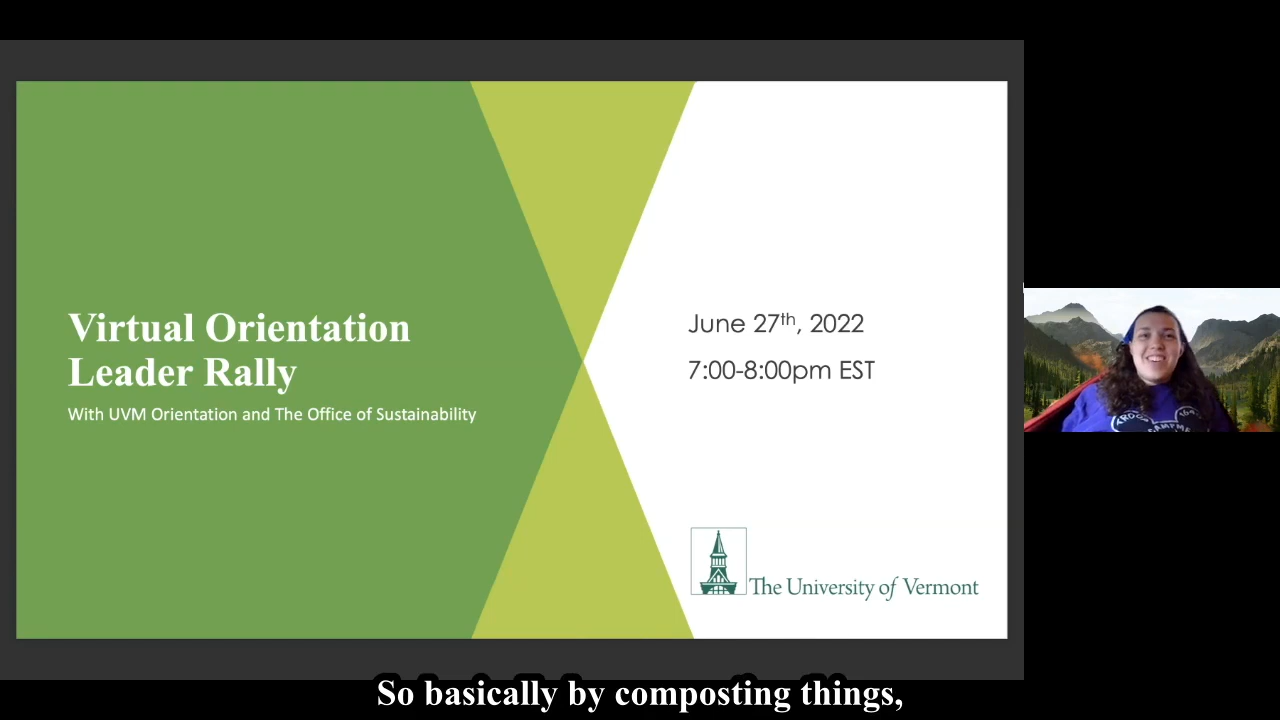 Virtual Orientation
Leader Rally
With UVM Orientation and The Office of Sustainability
June 27th, 2022
7:00-8:00pm EST
The University of Vermont
So basically by composting things,